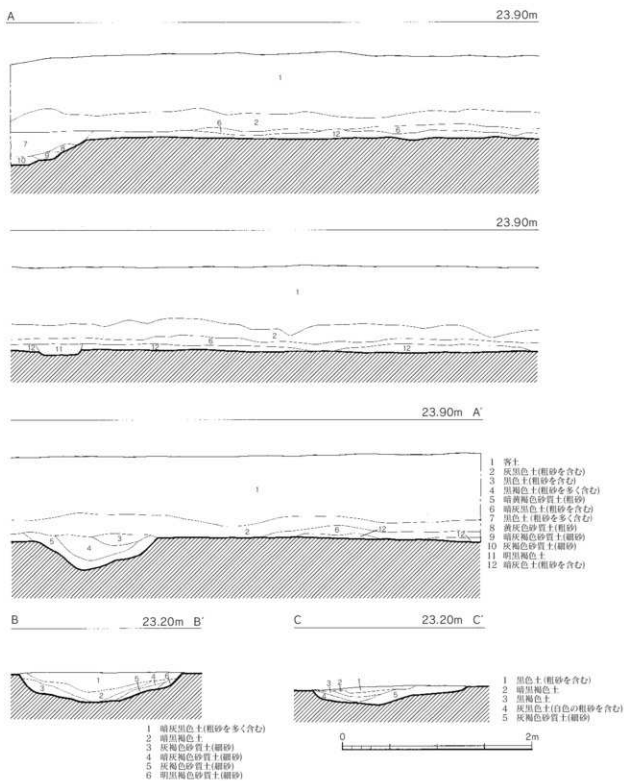 A 23.90m
1
6 2
12 6
7
10 9 8
23.90m
1
2
6
12 11 12 12
23.90m A′
1
2 6 12 12
5 4 3
1 客土
2 灰黒色土(粗砂を含む)
3 黒色土(粗砂を含む)
4 黒褐色土(粗砂を多く含む)
5 暗黄褐色砂質土(粗砂)
6 暗灰黒色土(粗砂を含む)
7 黒色土(粗砂を多く含む)
8 黄灰色砂質土(粗砂)
9 暗灰褐色砂質土(細砂)
10 灰褐色砂質土(細砂)
11 明黒褐色土
12 暗灰色土(粗砂を含む)
B 23.20m B′
1
3 2 5 4 6
1 暗灰黒色土(粗砂を多く含む)
2 暗黒褐色土
3 灰褐色砂質土(細砂)
4 暗灰褐色砂質土(細砂)
5 灰褐色砂質土(細砂)
6 明黒褐色砂質土(細砂)
C 23.20m C′
3 2 1
4 5
1 黒色土(粗砂を含む)
2 暗黒褐色土
3 黒褐色土
4 灰黒色土(白色の粗砂を含む)
5 灰褐色砂質土(細砂)
0 2m